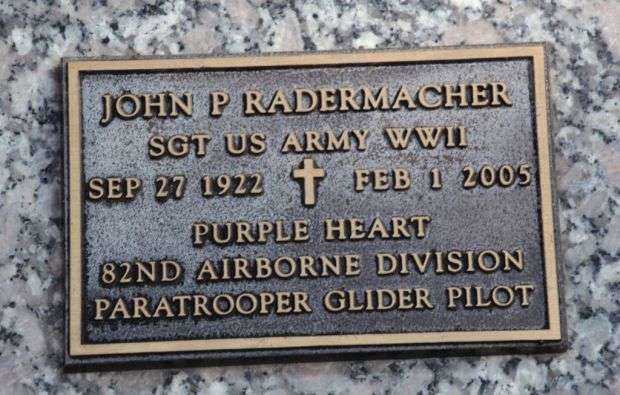 JOHN P RADERMACHER
SGT US ARMY WWII
SEP 27 1922 FEB 1 2005
PURPLE HEART
82ND AIRBORNE DIVISION
PARATROOPER GLIDER PILOT